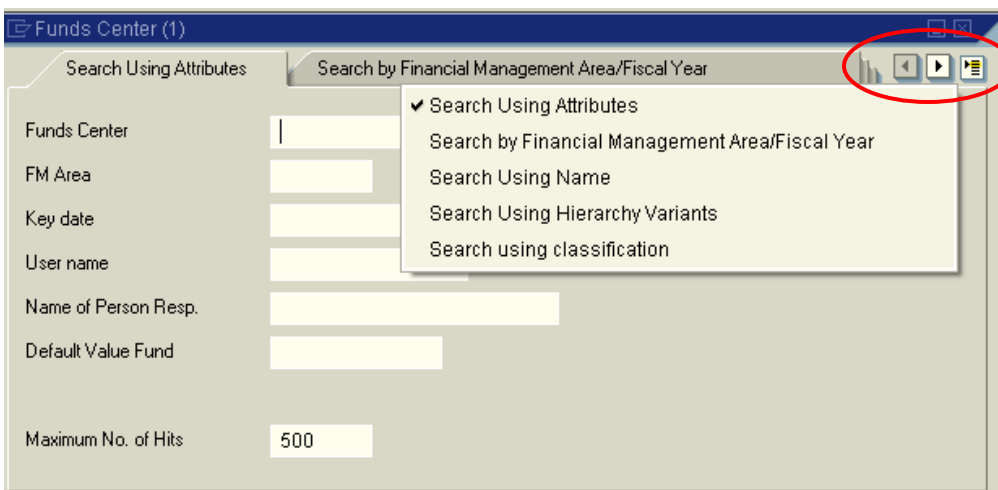 Funds Center (1)
Search Using Attributes
Search by Financial Management Area/Fiscal Year
Search Using Attributes
Search by Financial Management Area/Fiscal Year
Search Using Name
Search Using Hierarchy Variants
Search using classification
Funds Center
FM Area
Key date
User name
Name of Person Resp.
Default Value Fund
Maximum No. of Hits 500